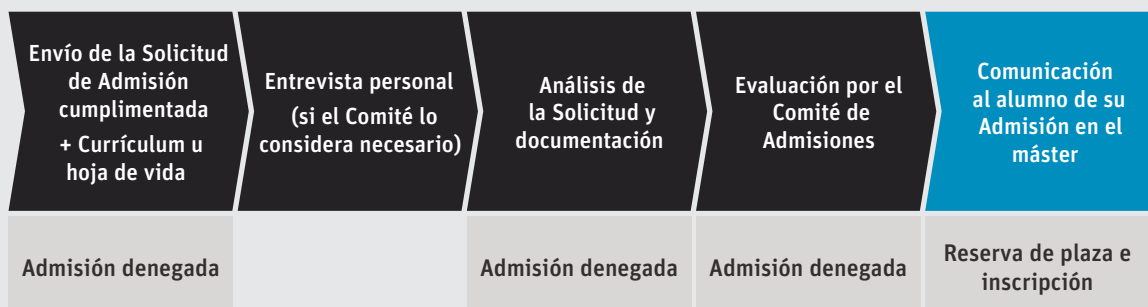 Envío de la Solicitud
de Admisión
cumplimentada
+ Currículum u
hoja de vida
Entrevista personal
(si el Comité lo
considera necesario)
Análisis de
la Solicitud y
documentación
Evaluación por el
Comité de
Admisiones
Comunicación
al alumno de su
Admisión en el
máster
Admisión denegada
Admisión denegada
Admisión denegada
Reserva de plaza e
inscripción